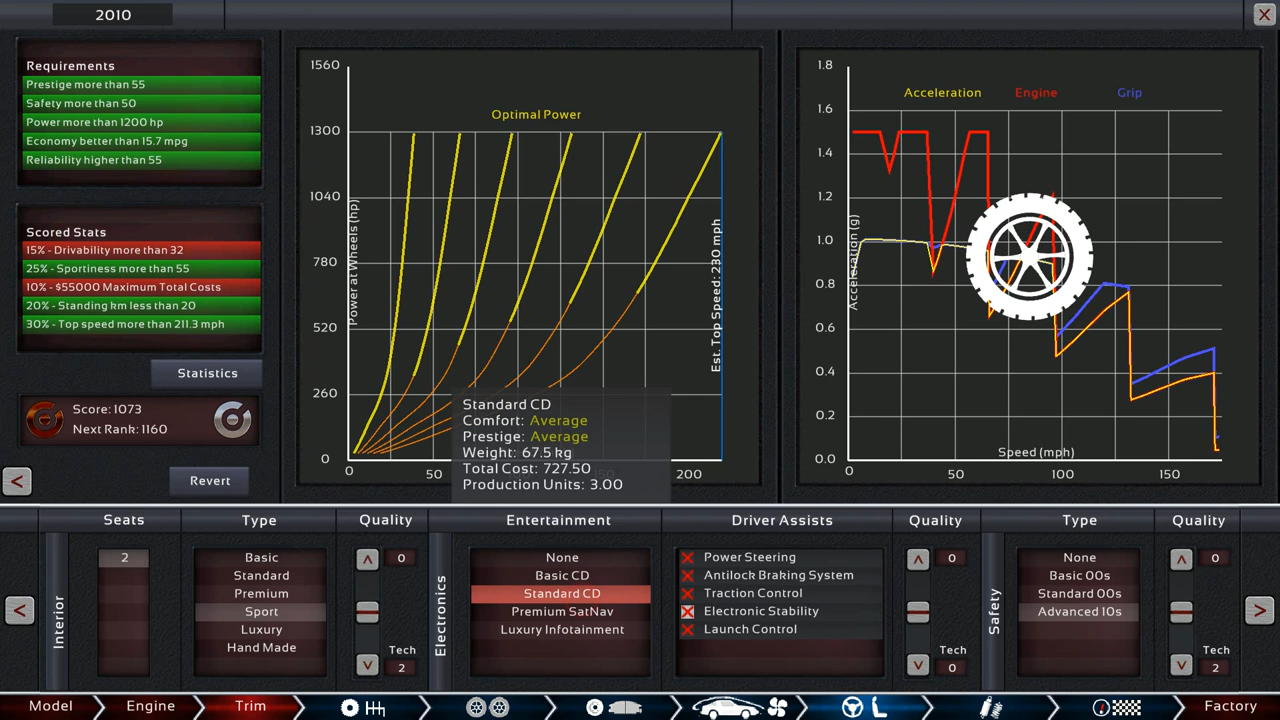 2010
Requirements
Prestige more than 55
Safety more than 50
Power more than 1200 hp
Economy better than 15.7 mpg
Reliability higher than 55
Scored Stats
15% - Drivability more than 32
25% - Sportiness more than 55
10% - $55000 Maximum Total Costs
20% - Standing km less than 20
30% - Top speed more than 211.3 mph
Statistics
Score: 1073
Next Rank: 1160
Revert
<
1560
1300
1040
780
520
260
0
Power at Wheels (hp)
Optimal Power
Est. Top Speed: 230 mph
0
50
150
200
Standard CD
Comfort: Average
Prestige: Average
Weight: 67.5 kg
Total Cost: 727.50
Production Units: 3.00
1.8
1.6
1.4
1.2
1.0
0.8
0.6
0.4
0.2
0.0
Acceleration (g)
Acceleration Engine Grip
Speed (mph)
0 50 100 150
Interior
Seats
2
Type
Basic
Standard
Premium
Sport
Luxury
Hand Made
Quality
0
Tech
2
Electronics
Entertainment
None
Basic CD
Standard CD
Premium SatNav
Luxury Infotainment
Driver Assists
Power Steering
Antilock Braking System
Traction Control
Electronic Stability
Launch Control
Quality
0
Tech
0
Safety
Type
None
Basic 00s
Standard 00s
Advanced 10s
Quality
0
Tech
2
<
>
Model Engine Trim Factory